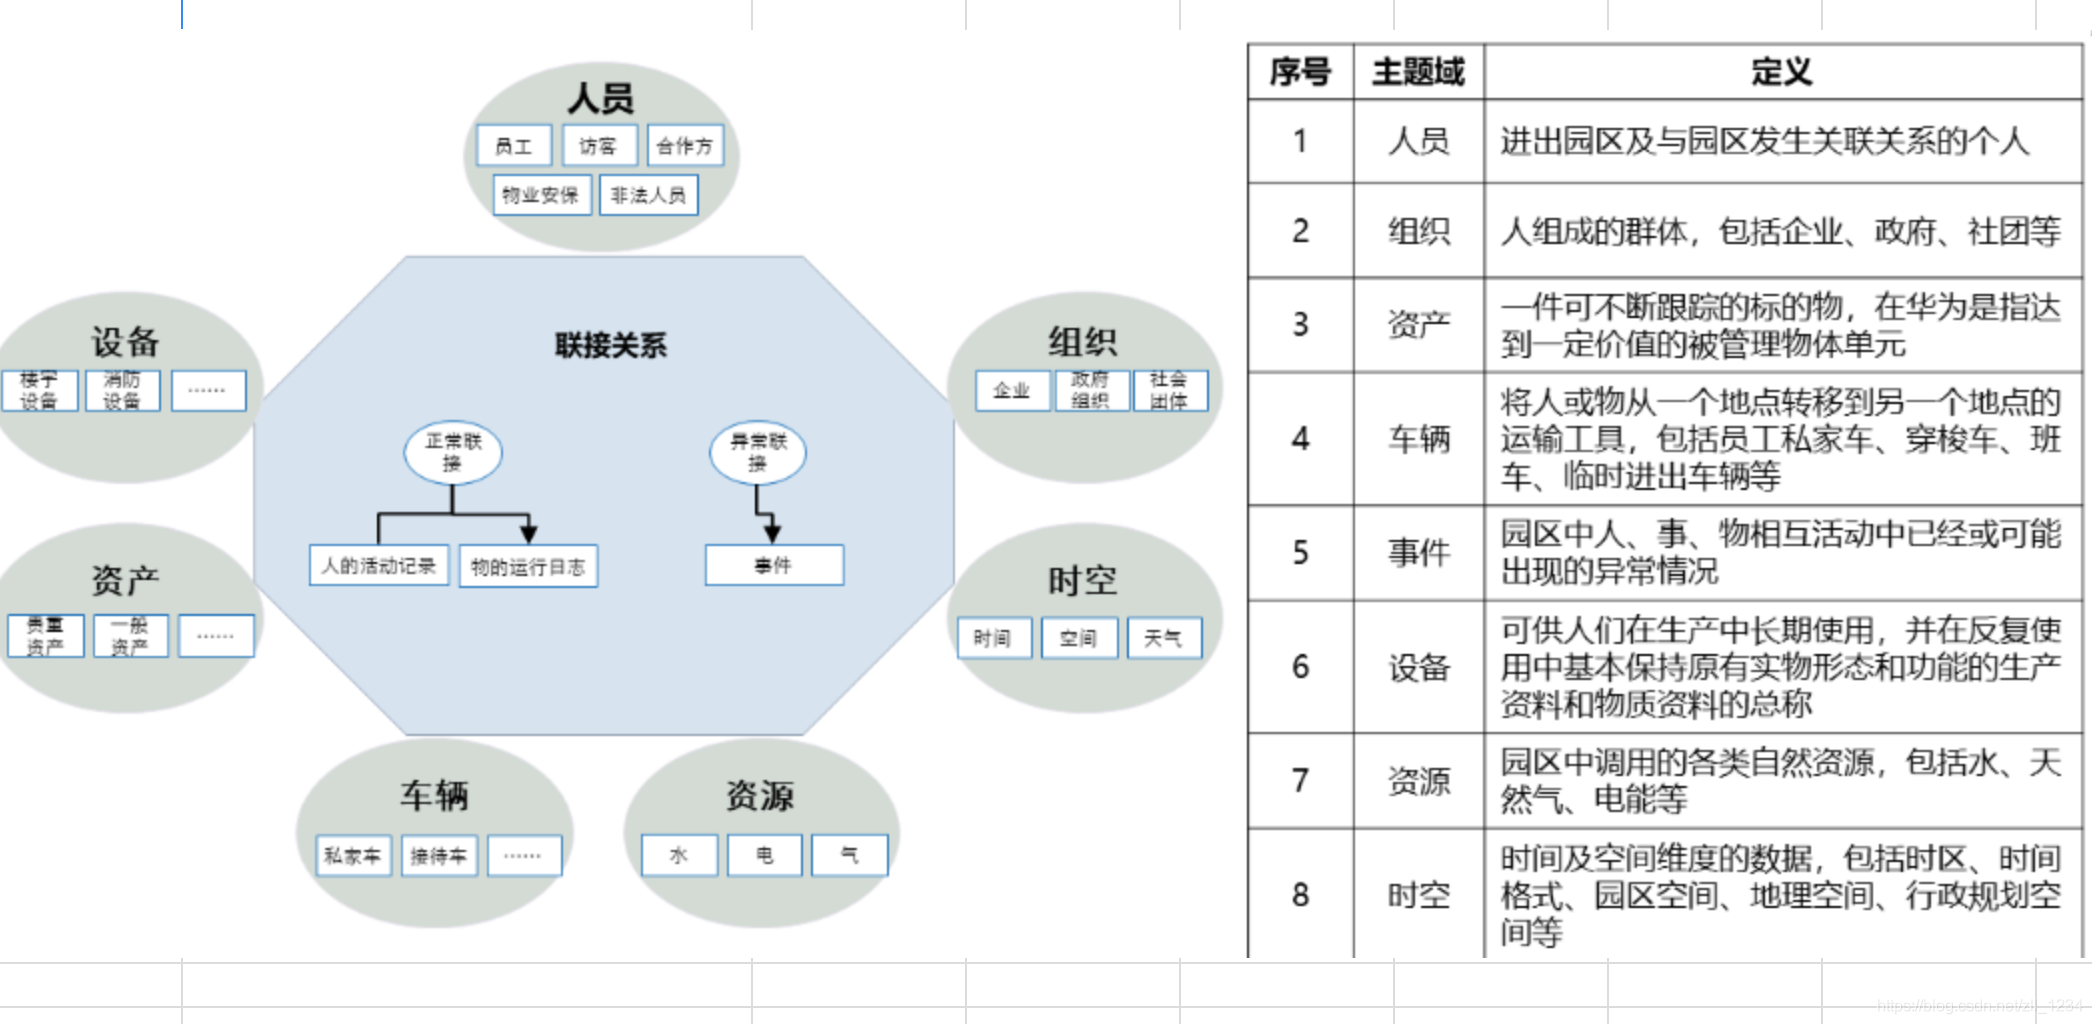 人员
员工
访客
合作方
物业安保
非法人员
设备
楼宇
设备
消防
设备
······
联接关系
组织
企业
政府
组织
社会
团体
正常联
接
异常联
接
人的活动记录
物的运行日志
事件
资产
贵重
资产
一般
资产
······
时空
时间
空间
天气
车辆
私家车
接待车
······
资源
水
电
气
序号 主题域 定义
1 人员 进出园区及与园区发生关联关系的个人
2 组织 人组成的群体，包括企业、政府、社团等
3 资产 一件可不断跟踪的标的物，在华为是指达
到一定价值的被管理物体单元
4 车辆 将人或物从一个地点转移到另一个地点的
运输工具，包括员工私家车、穿梭车、班
车、临时进出车辆等
5 事件 园区中人、事、物相互活动中已经或可能
出现的异常情况
6 设备 可供人们在生产中长期使用，并在反复使
用中基本保持原有实物形态和功能的生产
资料和物质资料的总称
7 资源 园区中调用的各类自然资源，包括水、天
然气、电能等
8 时空 时间及空间维度的数据，包括时区、时间
格式、园区空间、地理空间、行政规划空
间等
https://blog.csdn.net/zk_1234